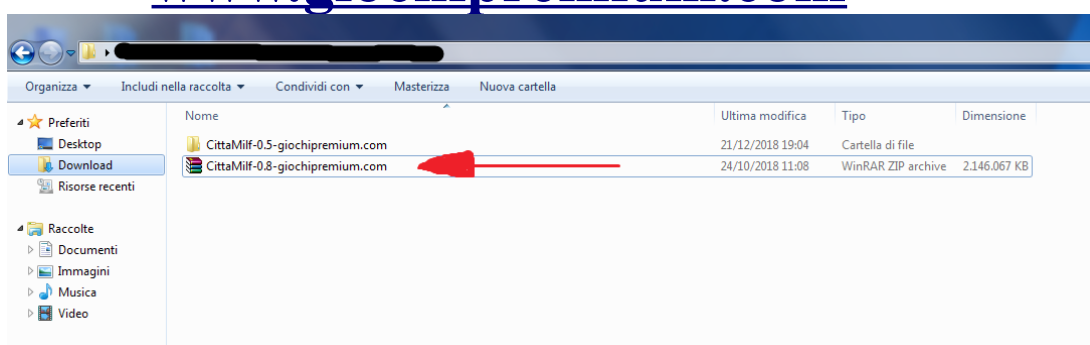 Organizza Includi nella raccolta Condividi con Masterizza Nuova cartella
Nome Ultima modifica Tipo Dimensione
Preferiti
Desktop
Download
Risorse recenti
Raccolte
Documenti
Immagini
Musica
Video
CittaMilf-0.5-giochipremium.com 21/12/2018 19:04 Cartella di file
CittaMilf-0.8-giochipremium.com 24/10/2018 11:08 WinRAR ZIP archive 2.146.067 KB